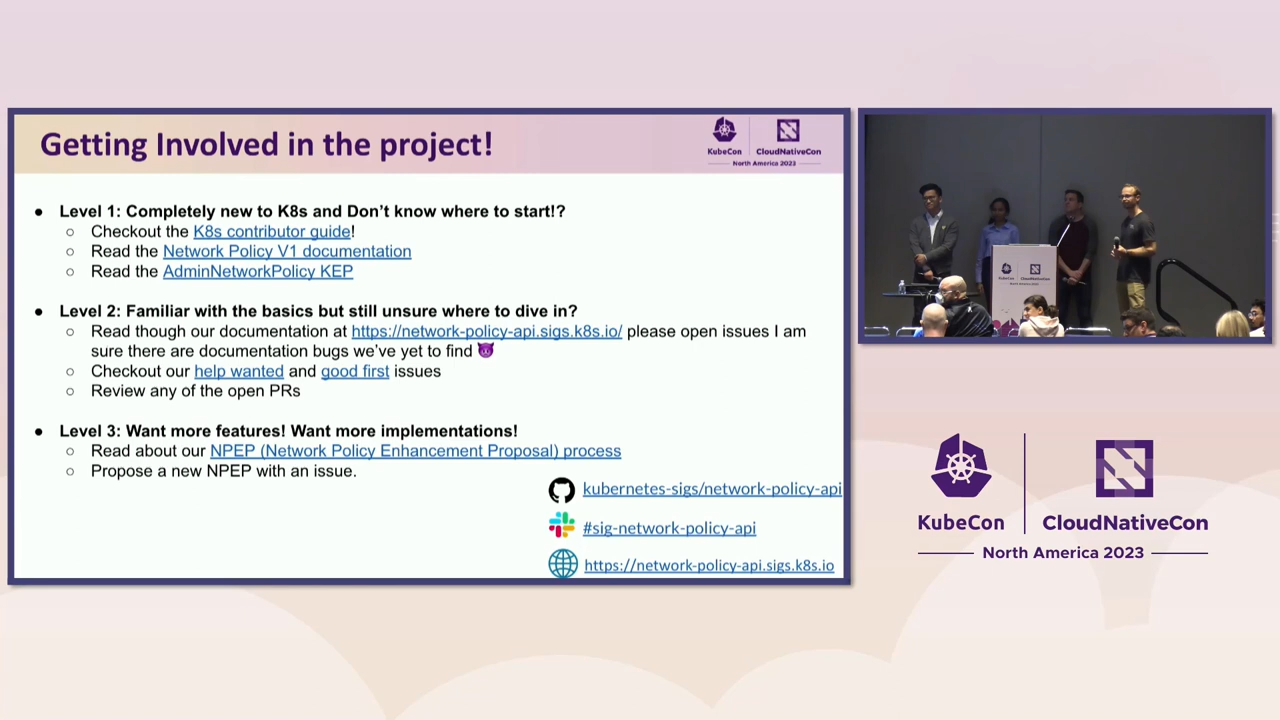 Getting Involved in the project!
KubeCon
CloudNativeCon
North America 2023
● Level 1: Completely new to K8s and Don't know where to start!?
○ Checkout the K8s contributor guide!
○ Read the Network Policy V1 documentation
○ Read the AdminNetworkPolicy KEP
● Level 2: Familiar with the basics but still unsure where to dive in?
○ Read though our documentation at https://network-policy-api.sigs.k8s.io/ please open issues I am
sure there are documentation bugs we've yet to find 😈
○ Checkout our help wanted and good first issues
○ Review any of the open PRs
● Level 3: Want more features! Want more implementations!
○ Read about our NPEP (Network Policy Enhancement Proposal) process
○ Propose a new NPEP with an issue.
kubernetes-sigs/network-policy-api
#sig-network-policy-api
https://network-policy-api.sigs.k8s.io
KubeCon
CloudNativeCon
North America 2023